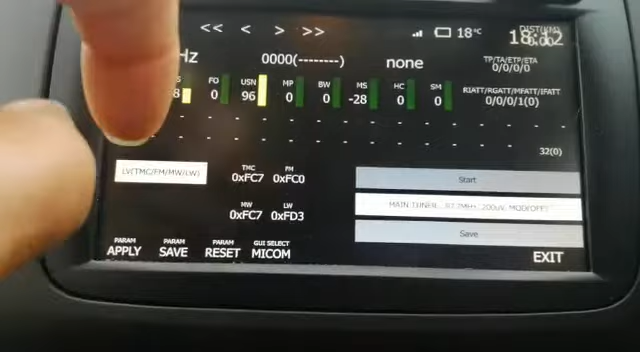 << < > >> 18°C
Hz 0000(--------) none
TP/TA/ETP/ETA
0/0/0/0
FO USN MP BW MS HC SM
8 0 96 0 0 -28 0 0
RIATT/RGATT/MFATT/IFATT
0/0/0/1(0)
32(0)
LV(TMC/FM/MW/LW)
TMC FM
0xFC7 0xFC0
Start
MW LW
0xFC7 0xFD3
MAIN TUNER
Save
PARAM PARAM PARAM GUI SELECT
APPLY SAVE RESET MICOM EXIT